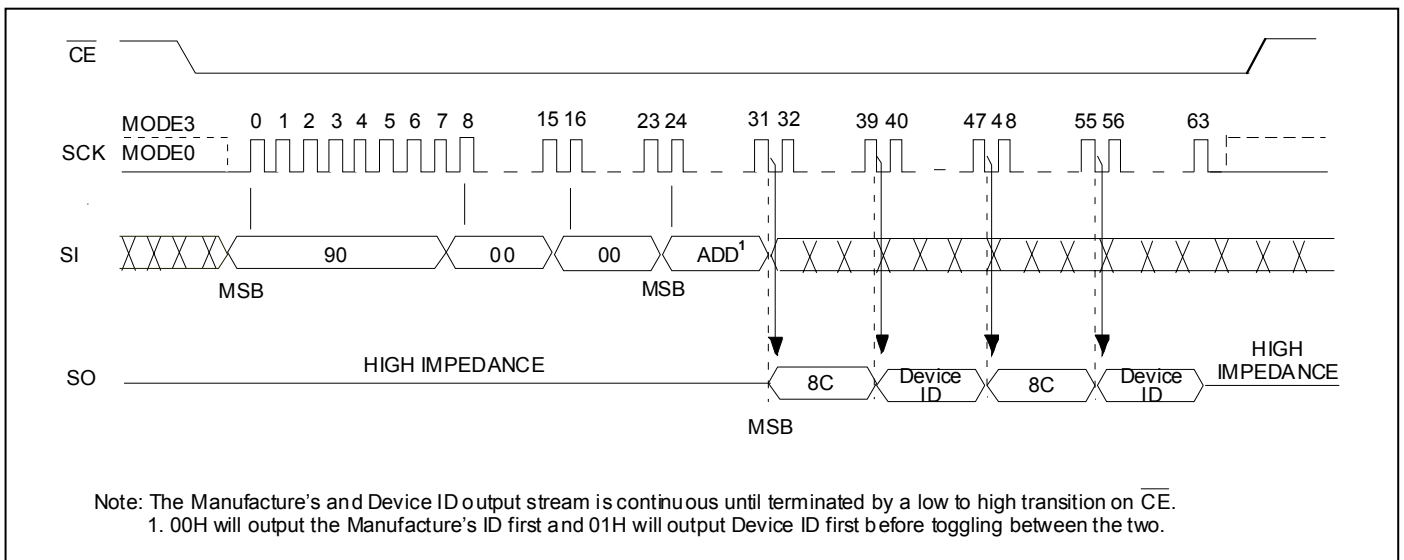 CE
MODE3 0 1 2 3 4 5 6 7 8 15 16 23 24 31 32 39 40 47 48 55 56 63
SCK MODE0
SI 90 00 00 ADD1
MSB MSB
HIGH IMPEDANCE HIGH IMPEDANCE
SO 8C Device ID 8C Device ID
MSB
Note: The Manufacture's and Device ID output stream is continuous until terminated by a low to high transition on CE.
1. 00H will output the Manufacture's ID first and 01H will output Device ID first before toggling between the two.